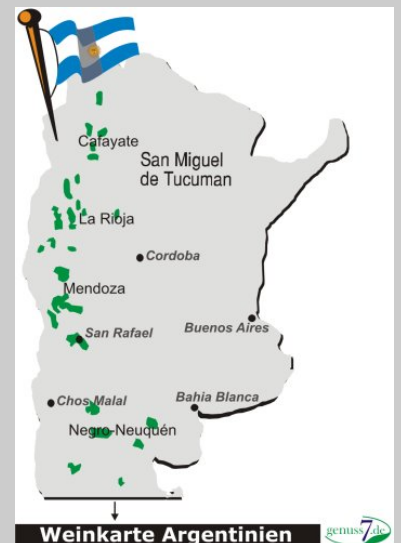 Cafayate
San Miguel
de Tucuman
La Rioja
Cordoba
Mendoza
San Rafael
Buenos Aires
Chos Malal
Bahia Blanca
Negro-Neuquén
Weinkarte Argentinien
genuss7.de